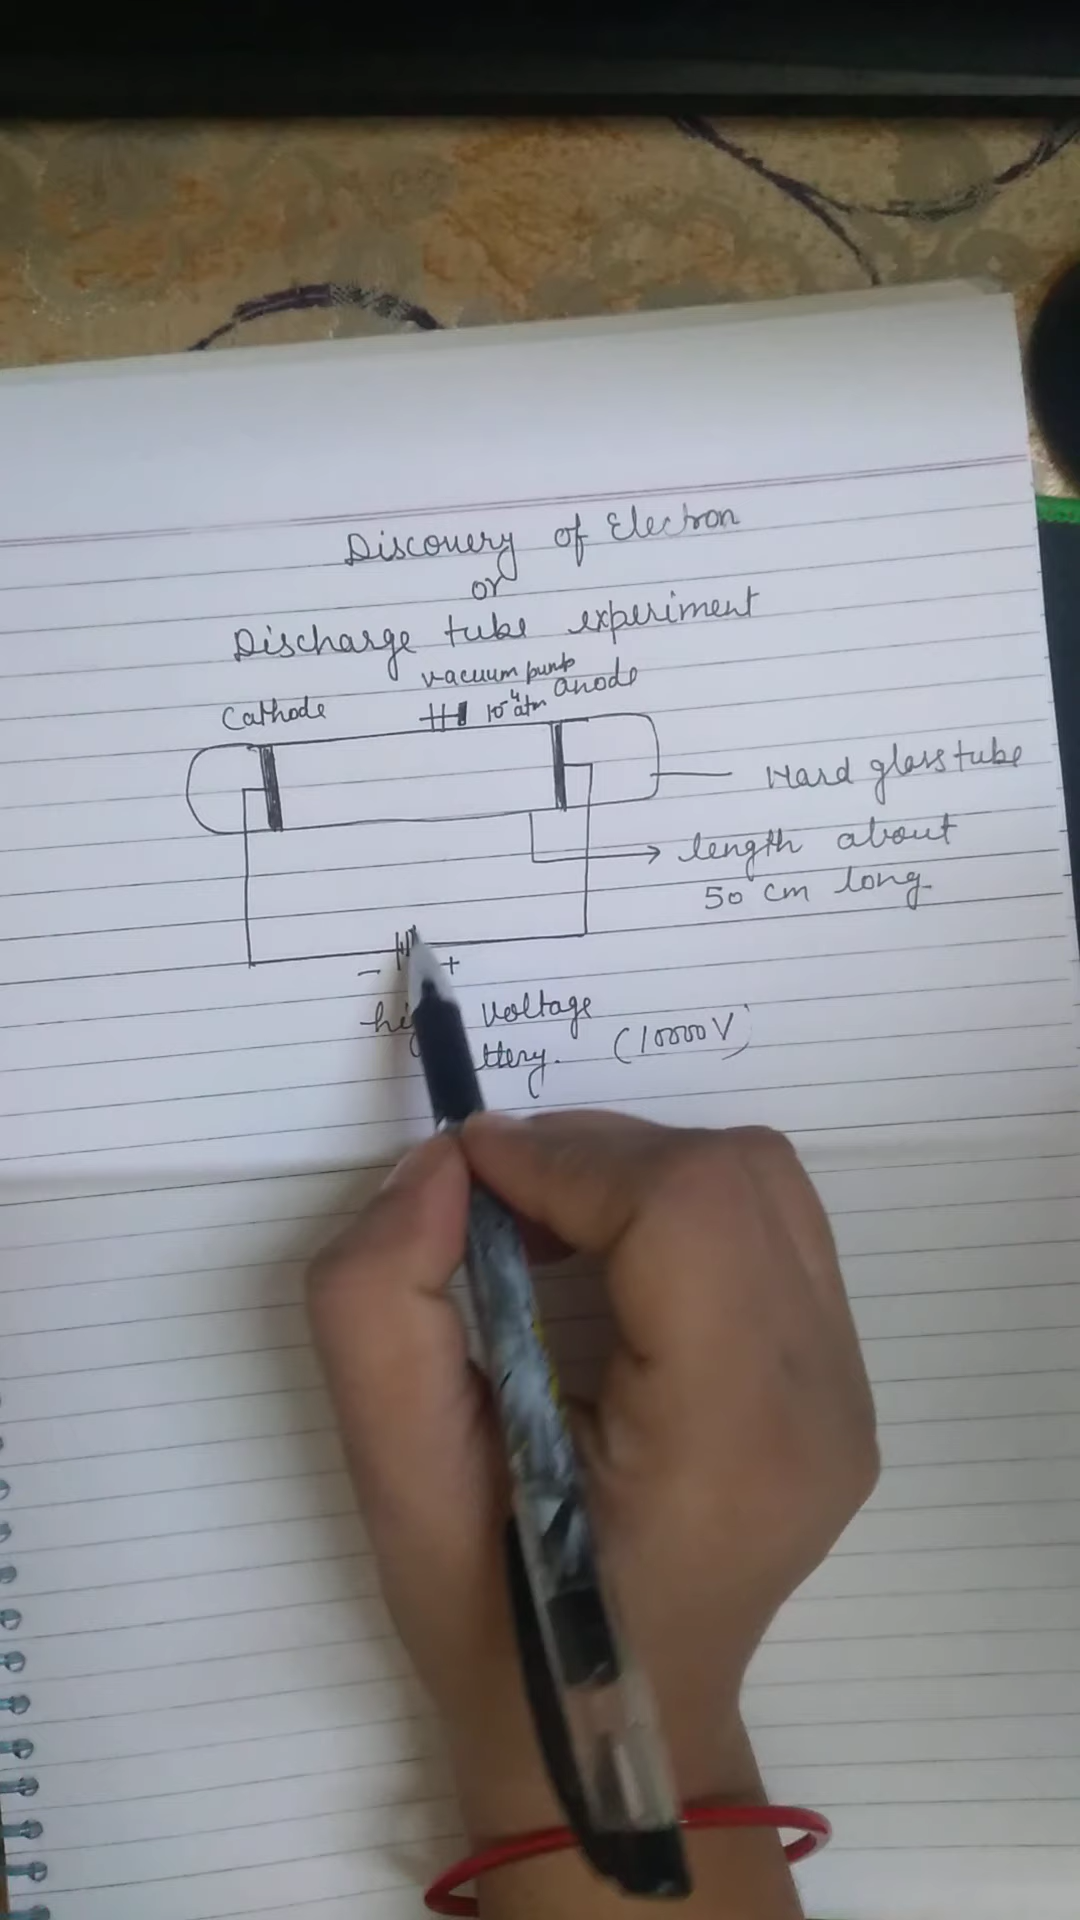 Discovery of Electron
or
Discharge tube experiment
vacuum pump
Cathode
10⁻⁴ atm
anode
Hard glass tube
length about
50 cm long
- +
voltage
(10000V)